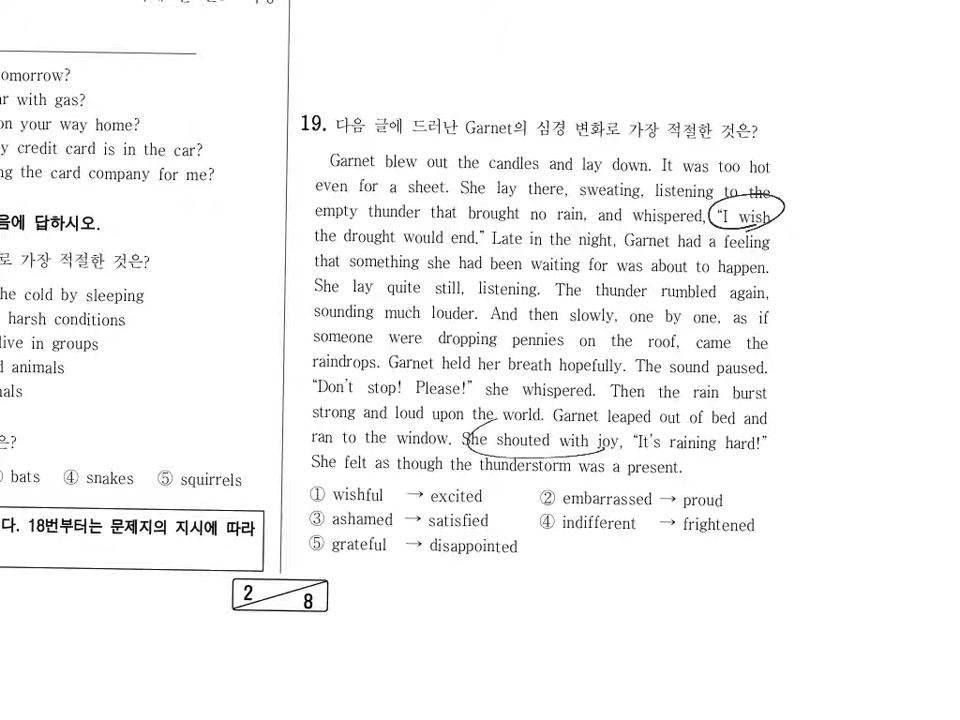 omorrow?
with gas?
on your way home?
credit card is in the car?
the card company for me?
음에 답하시오.
로 가장 적절한 것은?
he cold by sleeping
harsh conditions
live in groups
animals
은?
bats ④ snakes ⑤ squirrels
다. 18번부터는 문제지의 지시에 따라
2
8
19. 다음 글에 드러난 Garnet의 심경 변화로 가장 적절한 것은?
Garnet blew out the candles and lay down. It was too hot
even for a sheet. She lay there, sweating, listening to the
empty thunder that brought no rain, and whispered, “I wish
the drought would end.” Late in the night, Garnet had a feeling
that something she had been waiting for was about to happen.
She lay quite still, listening. The thunder rumbled again,
sounding much louder. And then slowly, one by one, as if
someone were dropping pennies on the roof, came the
raindrops. Garnet held her breath hopefully. The sound paused.
“Don’t stop! Please!” she whispered. Then the rain burst
strong and loud upon the world. Garnet leaped out of bed and
ran to the window. She shouted with joy, “It’s raining hard!”
She felt as though the thunderstorm was a present.
① wishful → excited ② embarrassed → proud
③ ashamed → satisfied ④ indifferent → frightened
⑤ grateful → disappointed